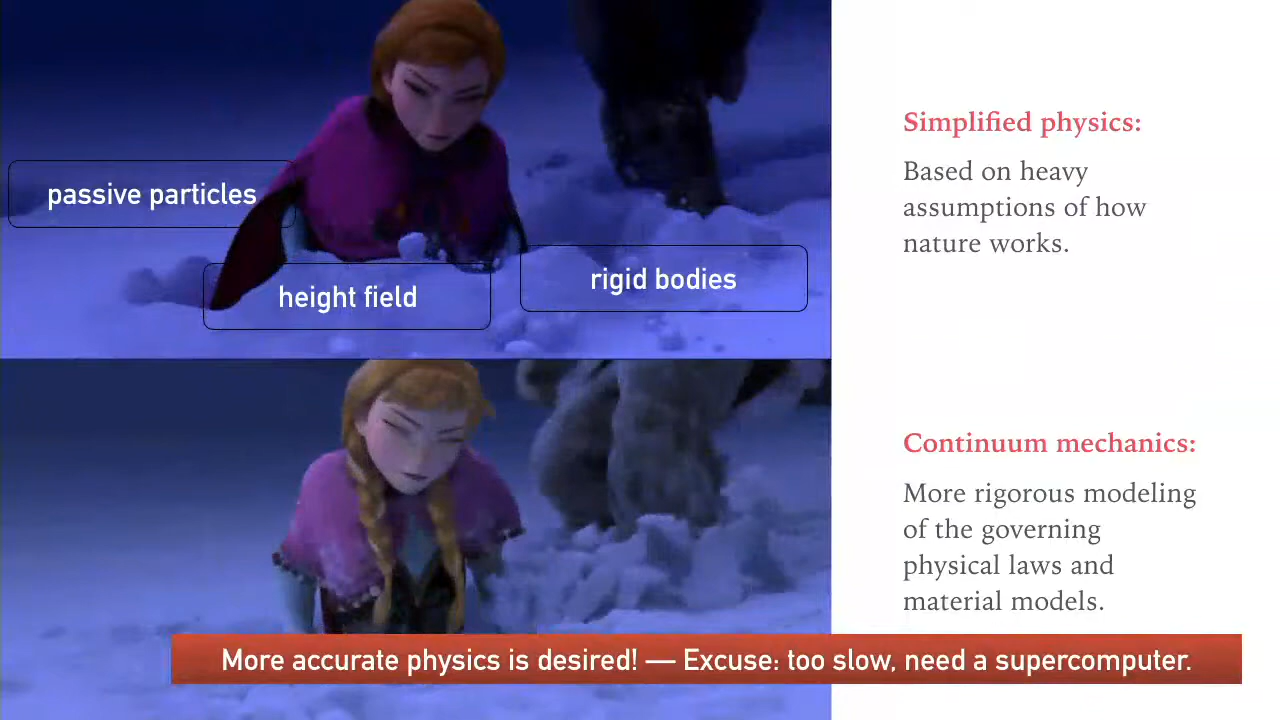 passive particles
height field
rigid bodies
Simplified physics:
Based on heavy
assumptions of how
nature works.
Continuum mechanics:
More rigorous modeling
of the governing
physical laws and
material models.
More accurate physics is desired! — Excuse: too slow, need a supercomputer.